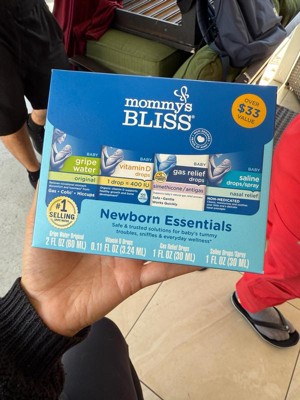 mommy's
BLISS
OVER
$33
VALUE
BABY
gripe
water
original
Gas • Colic • Hiccups
BABY
vitamin D
drops
1 drop = 400 IU
BABY
gas relief
drops
simethicone/antigas
Safe • Gentle
Works Quickly
BABY
saline
drops/spray
nasal relief
NON-MEDICATED
#1
SELLING
Newborn Essentials
Safe & trusted solutions for baby's tummy
troubles, sniffles & everyday wellness*
Gripe Water Original
2 FL OZ (60 ML)
Vitamin D Drops
0.11 FL OZ (3.24 ML)
Gas Relief Drops
1 FL OZ (30 ML)
Saline Drops/Spray
1 FL OZ (30 ML)